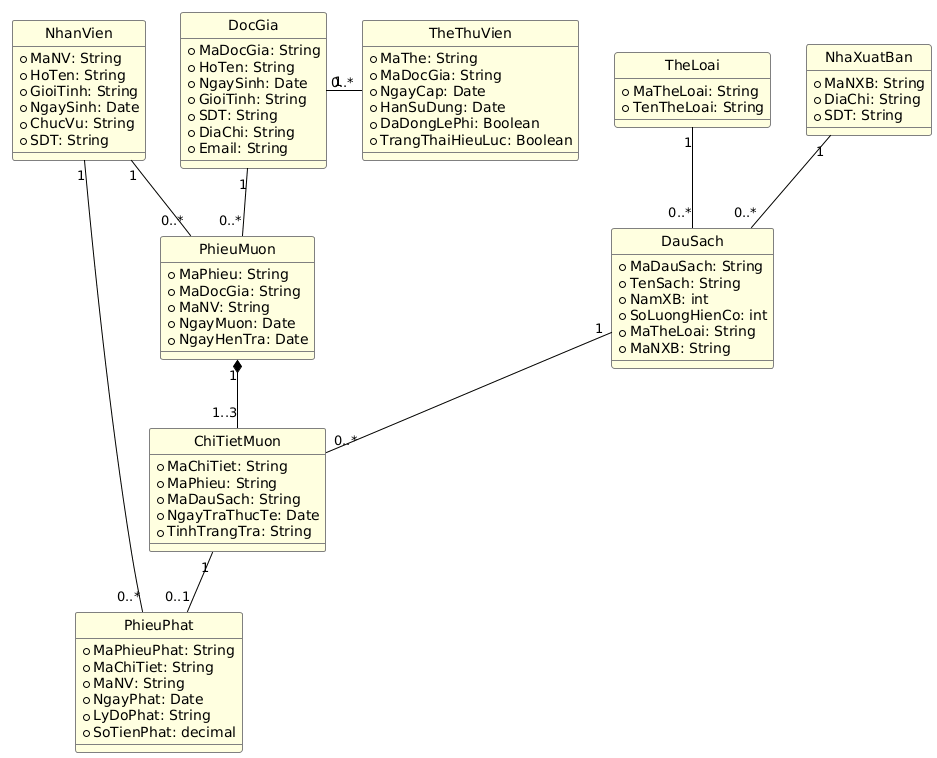 NhanVien
MaNV: String
HoTen: String
GioiTinh: String
NgaySinh: Date
ChucVu: String
SDT: String
DocGia
MaDocGia: String
HoTen: String
NgaySinh: Date
GioiTinh: String
SDT: String
DiaChi: String
Email: String
TheThuVien
MaThe: String
MaDocGia: String
NgayCap: Date
HanSuDung: Date
DaDongLePhi: Boolean
TrangThaiHieuLuc: Boolean
TheLoai
MaTheLoai: String
TenTheLoai: String
NhaXuatBan
MaNXB: String
DiaChi: String
SDT: String
1
0..*
1
1
1
1
1
0..*
0..*
0..*
0..*
PhieuMuon
MaPhieu: String
MaDocGia: String
MaNV: String
NgayMuon: Date
NgayHenTra: Date
DauSach
MaDauSach: String
TenSach: String
NamXB: int
SoLuongHienCo: int
MaTheLoai: String
MaNXB: String
1
1
1..3
0..*
ChiTietMuon
MaChiTiet: String
MaPhieu: String
MaDauSach: String
NgayTraThucTe: Date
TinhTrangTra: String
1
0..*
0..1
PhieuPhat
MaPhieuPhat: String
MaChiTiet: String
MaNV: String
NgayPhat: Date
LyDoPhat: String
SoTienPhat: decimal